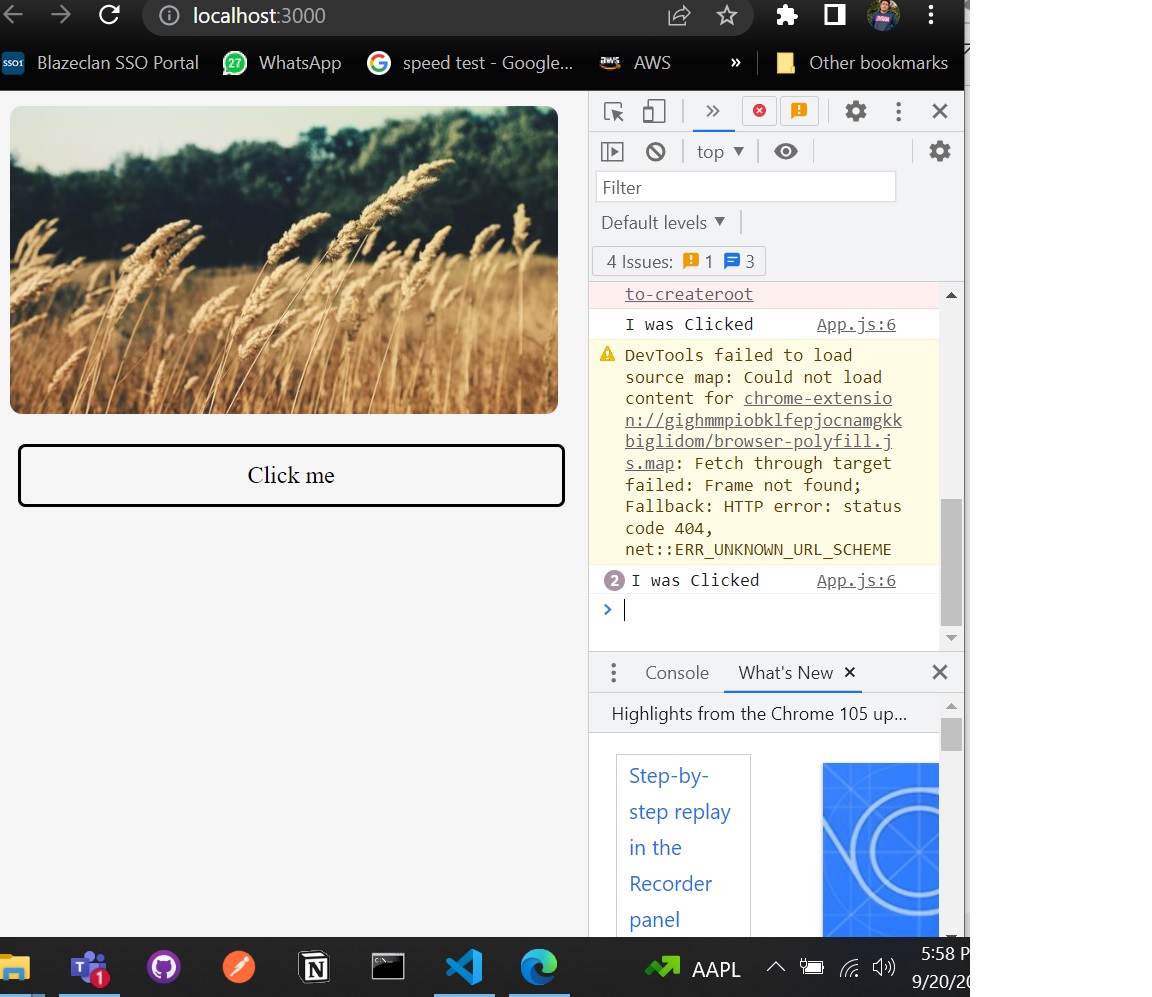 localhost:3000
SSO1 Blazeclan SSO Portal 27 WhatsApp speed test - Google... aws AWS » Other bookmarks
top
Filter
Default levels
4 Issues: 1 3
to-createroot
I was Clicked App.js:6
DevTools failed to load
source map: Could not load
content for chrome-extensio
n://gighmmpiobklfepjocnamgkk
biglidom/browser-polyfill.j
s.map: Fetch through target
failed: Frame not found;
Fallback: HTTP error: status
code 404,
net::ERR_UNKNOWN_URL_SCHEME
2 I was Clicked App.js:6
>
Click me
Console What's New
Highlights from the Chrome 105 up...
Step-by-
step replay
in the
Recorder
panel
T 1 N AAPL 5:58 P
9/20/20